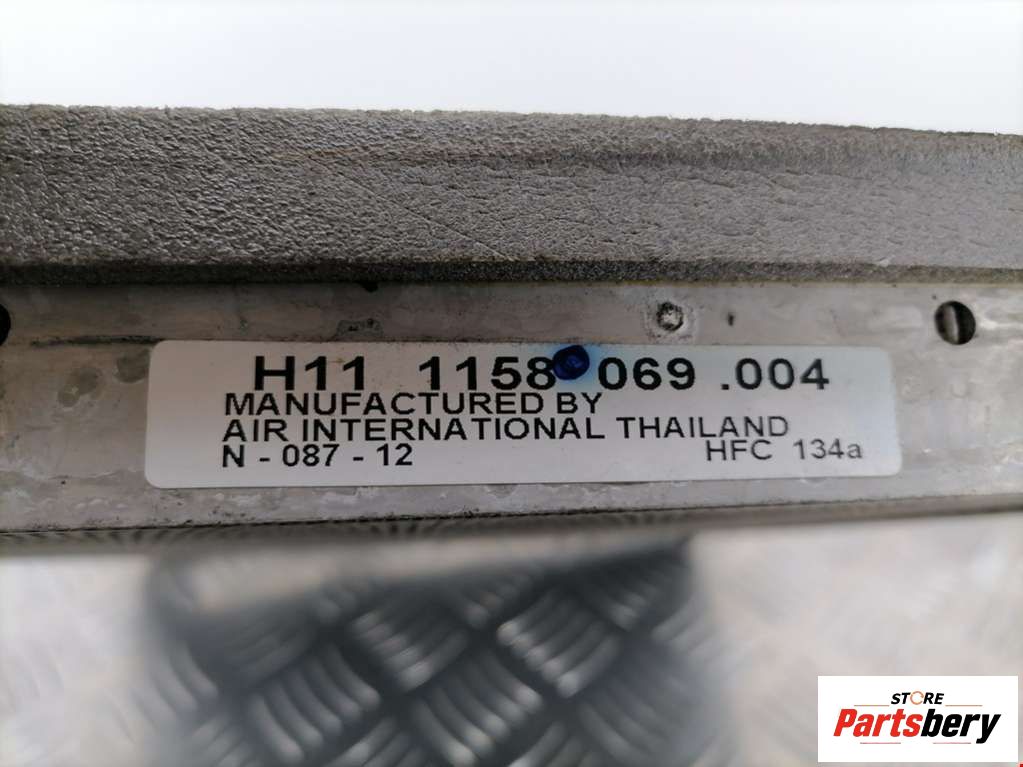 H11 1158 069 .004
MANUFACTURED BY
AIR INTERNATIONAL THAILAND
N - 087 - 12 HFC 134a
STORE
Partsbery